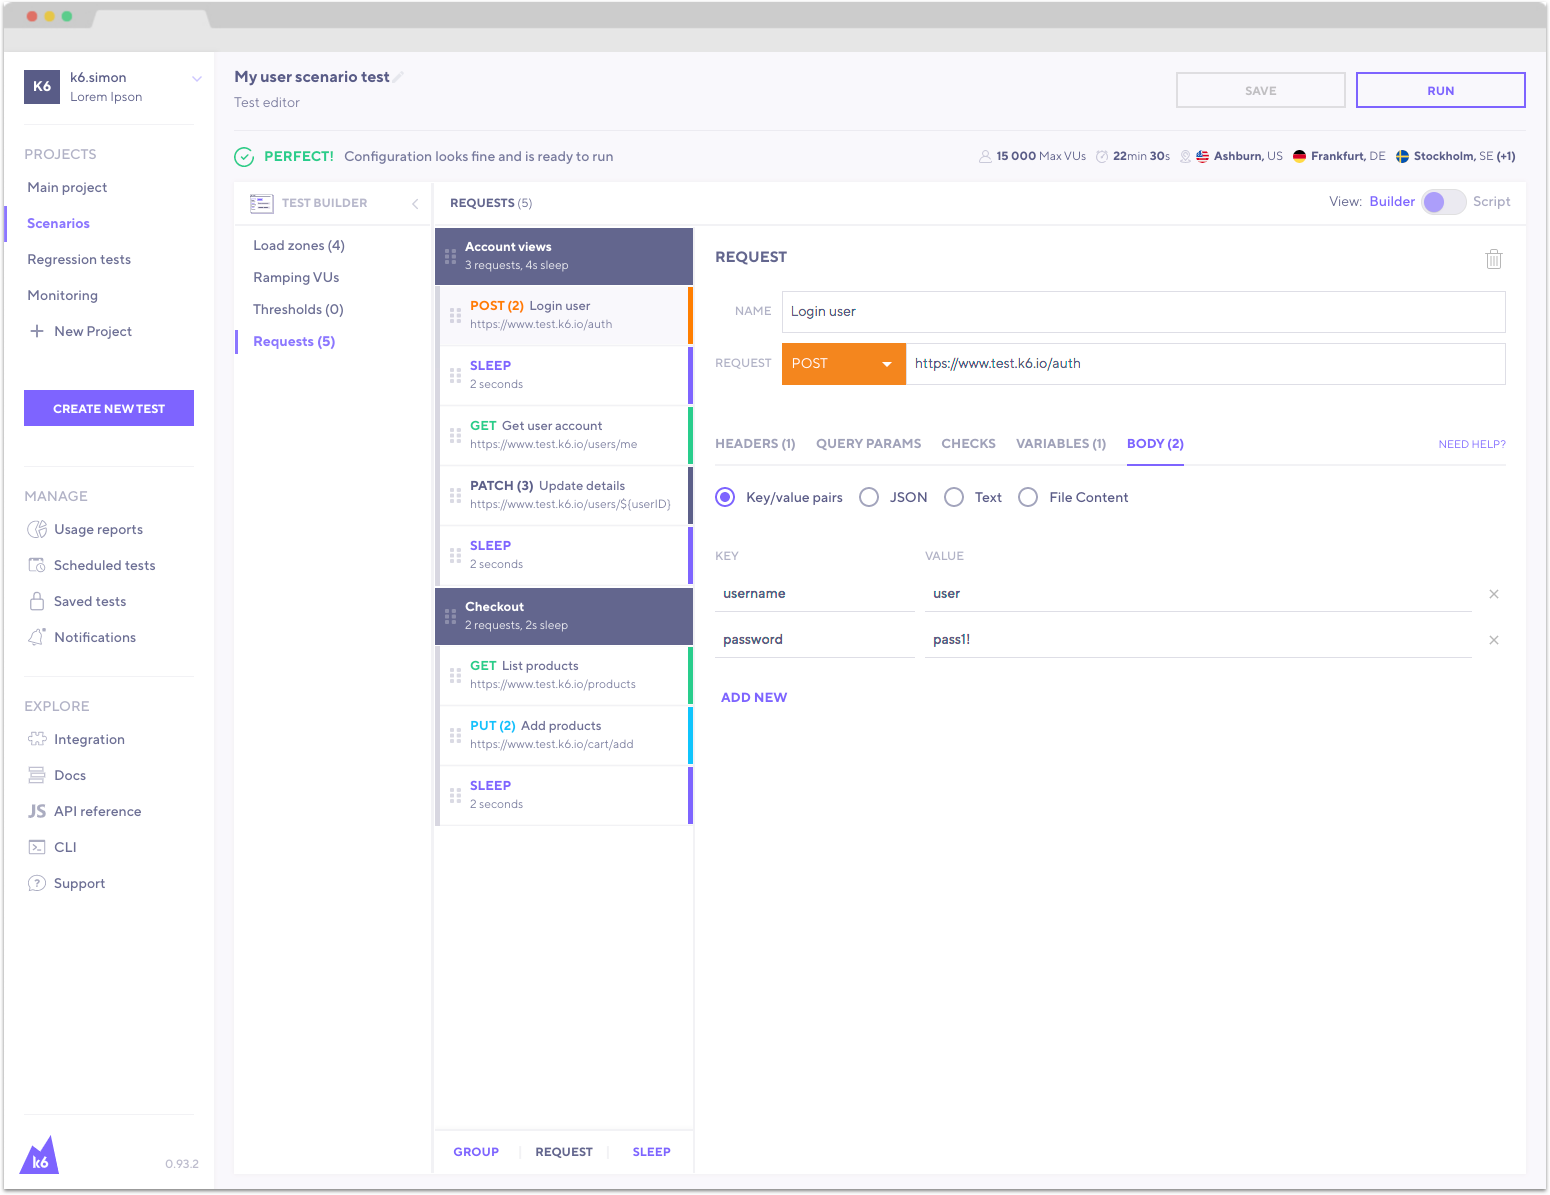 K6
k6.simon
Lorem Ipson
PROJECTS
Main project
Scenarios
Regression tests
Monitoring
New Project
CREATE NEW TEST
MANAGE
Usage reports
Scheduled tests
Saved tests
Notifications
EXPLORE
Integration
Docs
JS API reference
CLI
Support
k6
0.93.2
My user scenario test
Test editor
SAVE
RUN
PERFECT! Configuration looks fine and is ready to run
15 000 Max VUs
22min 30s
Ashburn, US
Frankfurt, DE
Stockholm, SE (+1)
TEST BUILDER
Load zones (4)
Ramping VUs
Thresholds (0)
Requests (5)
REQUESTS (5)
View: Builder Script
Account views
3 requests, 4s sleep
POST (2) Login user
https://www.test.k6.io/auth
SLEEP
2 seconds
GET Get user account
https://www.test.k6.io/users/me
PATCH (3) Update details
https://www.test.k6.io/users/${userID}
SLEEP
2 seconds
Checkout
2 requests, 2s sleep
GET List products
https://www.test.k6.io/products
PUT (2) Add products
https://www.test.k6.io/cart/add
SLEEP
2 seconds
GROUP
REQUEST
SLEEP
REQUEST
NAME Login user
REQUEST POST https://www.test.k6.io/auth
HEADERS (1) QUERY PARAMS CHECKS VARIABLES (1) BODY (2) NEED HELP?
Key/value pairs JSON Text File Content
KEY VALUE
username user
password pass1!
ADD NEW